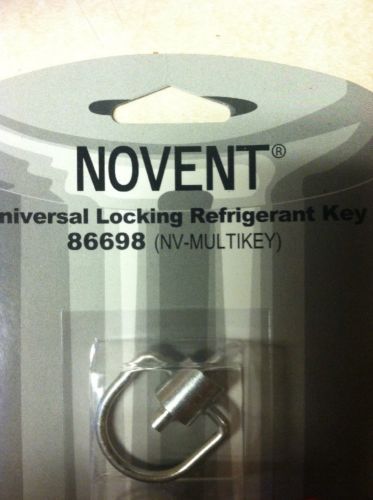 NOVENT®
niversal Locking Refrigerant Key
86698 (NV-MULTIKEY)